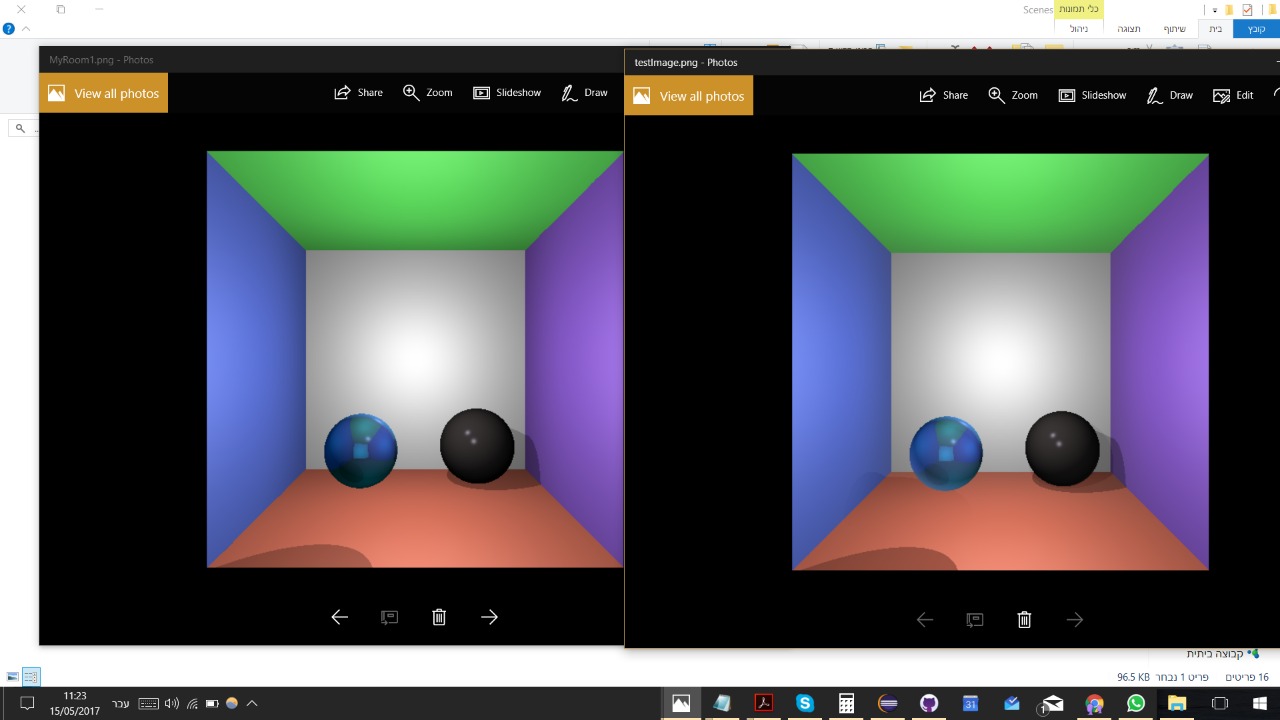 Scenes
כלי תמונות
קובץ
בית
שיתוף
תצוגה
ניהול
MyRoom1.png - Photos
View all photos
Share
Zoom
Slideshow
Draw
testImage.png - Photos
View all photos
Share
Zoom
Slideshow
Draw
Edit
קבוצה ביתית
16 פריטים
פריט 1 נבחר
96.5 KB
11:23
15/05/2017
עבר
31
1